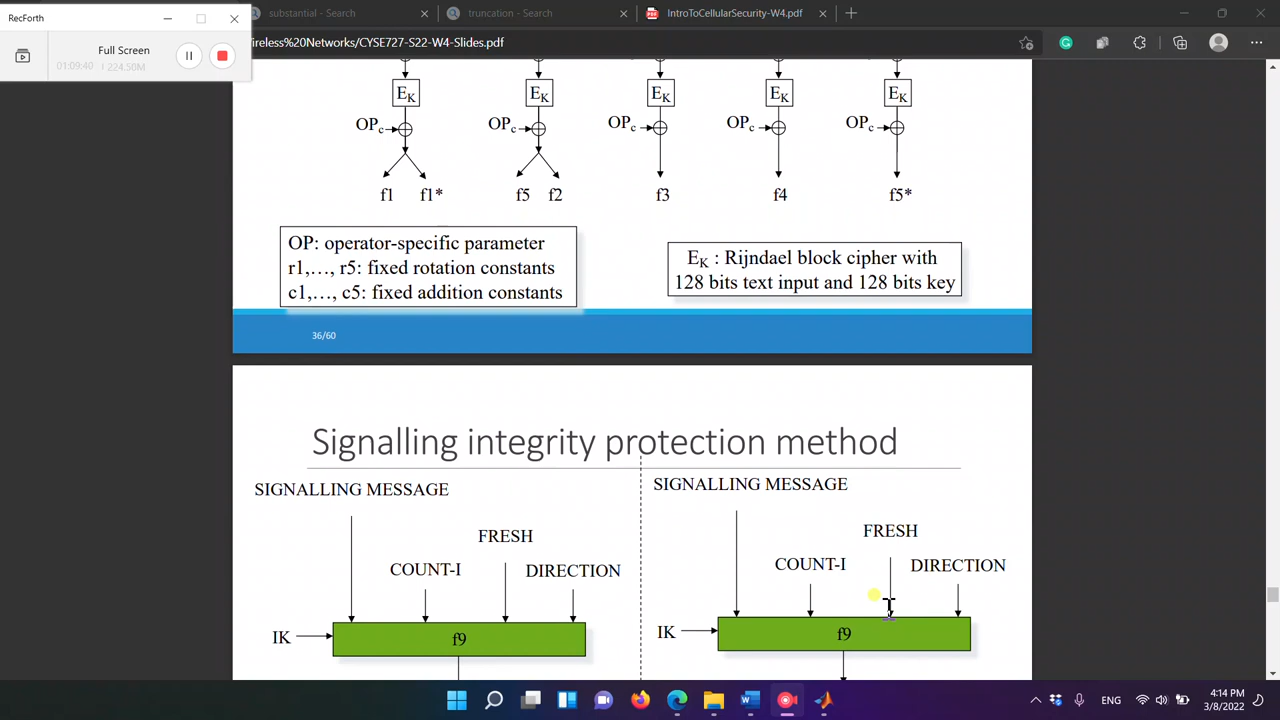 RecForth
substantial - Search
truncation - Search
IntroToCellularSecurity-W4.pdf
Full Screen
01:09:40 224.50M
ireless%20Networks/CYSE727-S22-W4-Slides.pdf
EK EK EK EK EK
OPc OPc OPc OPc OPc
f1 f1* f5 f2 f3 f4 f5*
OP: operator-specific parameter
r1,…, r5: fixed rotation constants
c1,…, c5: fixed addition constants
EK : Rijndael block cipher with
128 bits text input and 128 bits key
36/60
Signalling integrity protection method
SIGNALLING MESSAGE
FRESH
COUNT-I
DIRECTION
IK
f9
SIGNALLING MESSAGE
FRESH
COUNT-I
DIRECTION
IK
f9
ENG
4:14 PM
3/8/2022